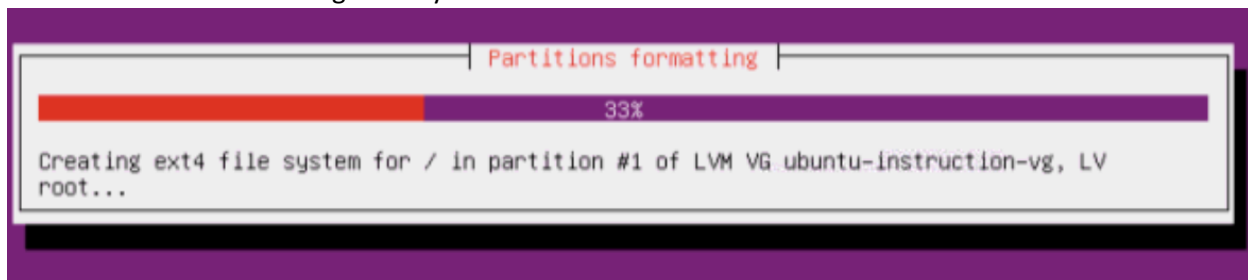 Partitions formatting
33%
Creating ext4 file system for / in partition #1 of LVM VG ubuntu-instruction-vg, LV
root...